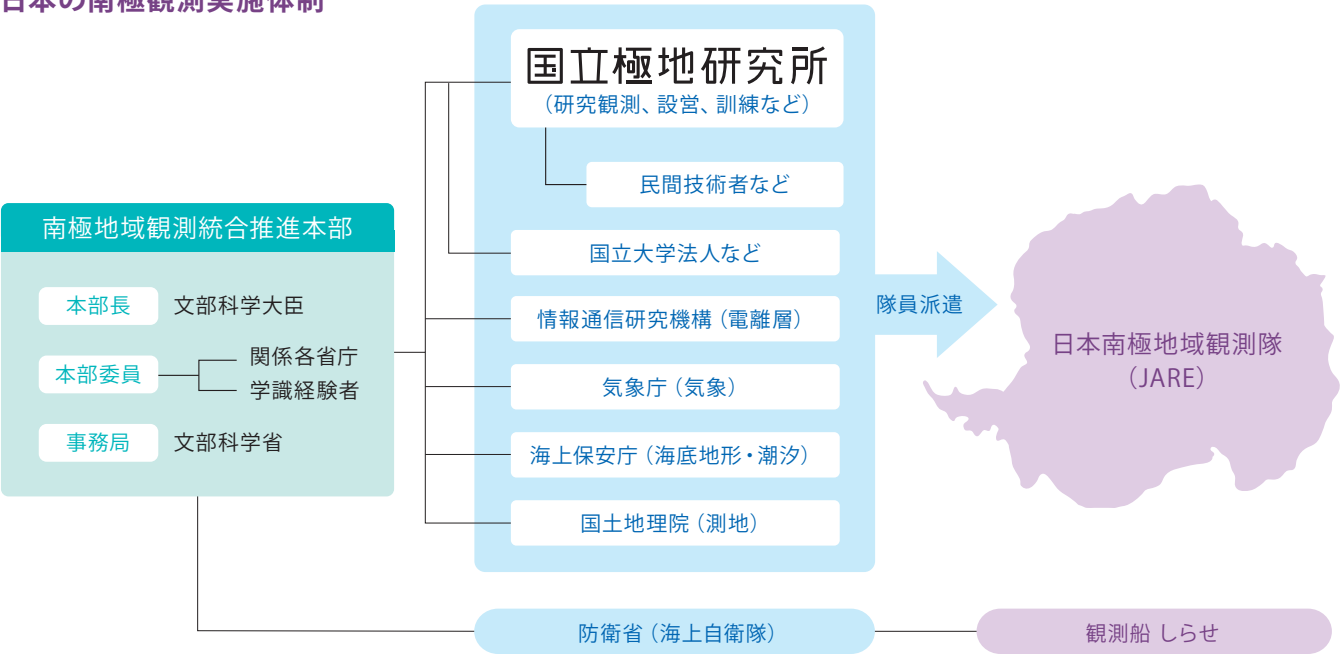 日本の南極観測実施体制
国立極地研究所
（研究観測、設営、訓練など）
民間技術者など
南極地域観測統合推進本部
本部長 文部科学大臣
本部委員 関係各省庁
学識経験者
事務局 文部科学省
国立大学法人など
情報通信研究機構（電離層）
気象庁（気象）
海上保安庁（海底地形・潮汐）
国土地理院（測地）
隊員派遣
日本南極地域観測隊
（JARE）
防衛省（海上自衛隊）
観測船 しらせ